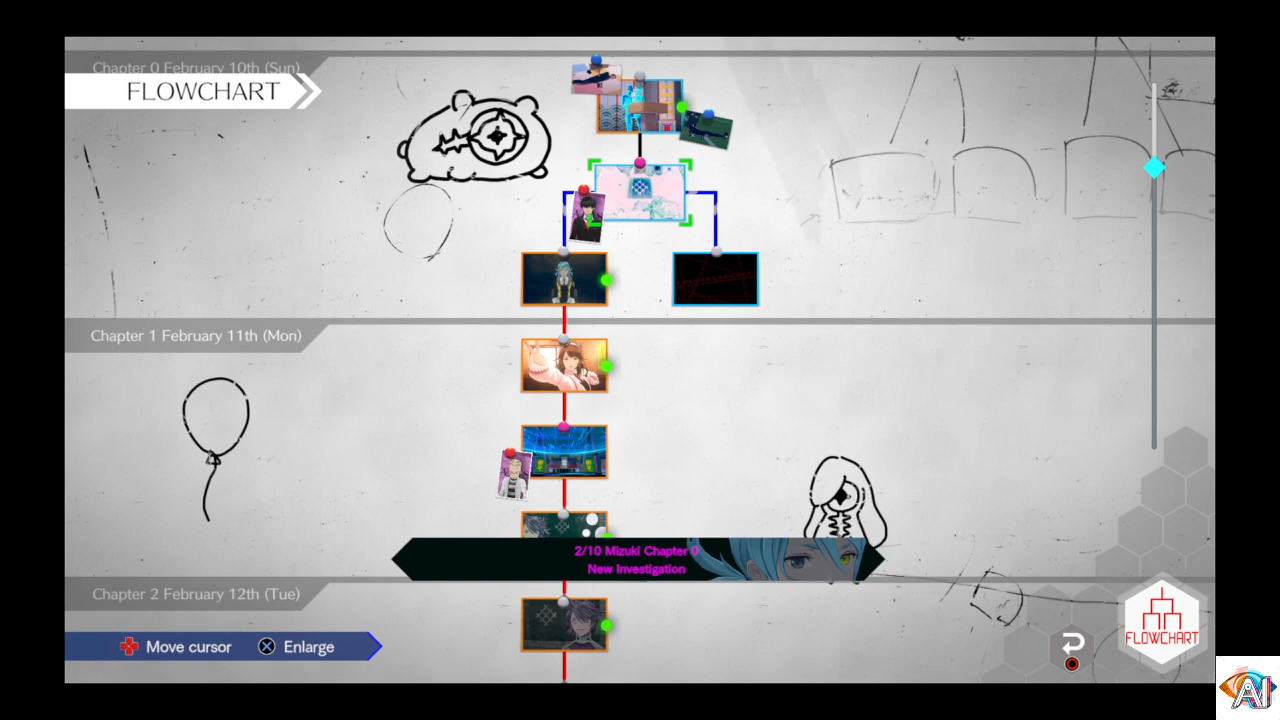 Chapter 0 February 10th (Sun)
FLOWCHART
Chapter 1 February 11th (Mon)
2/10 Mizuki Chapter 0
New Investigation
Chapter 2 February 12th (Tue)
Move cursor
Enlarge
FLOWCHART
AI